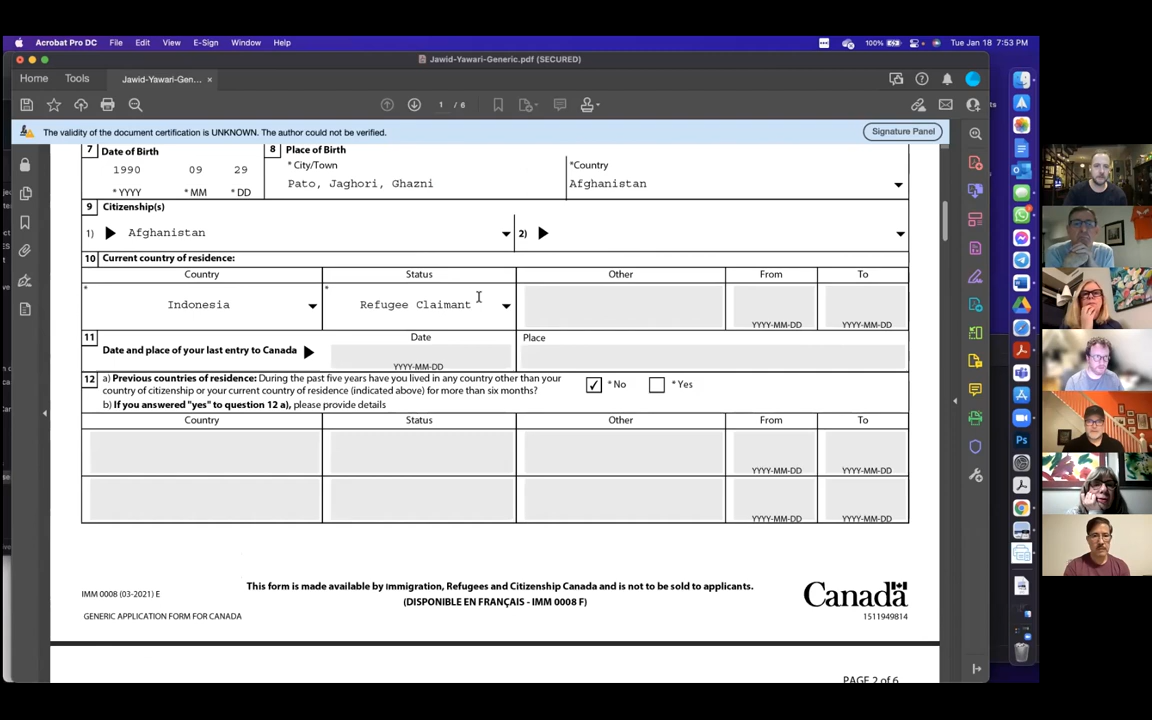 Acrobat Pro DC File Edit View E-Sign Window Help 100% Tue Jan 18 7:53 PM
Jawid-Yawari-Generic.pdf (SECURED)
Home Tools Jawid-Yawari-Gen... ×
1 / 6
The validity of the document certification is UNKNOWN. The author could not be verified. Signature Panel
7 Date of Birth 8 Place of Birth
* City/Town *Country
1990 09 29 Pato, Jaghori, Ghazni Afghanistan
* YYYY * MM * DD
9 Citizenship(s)
1) Afghanistan 2)
10 Current country of residence:
Country Status Other From To
* Indonesia * Refugee Claimant
YYYY-MM-DD YYYY-MM-DD
11 Date and place of your last entry to Canada Date Place
YYYY-MM-DD
12 a) Previous countries of residence: During the past five years have you lived in any country other than your
country of citizenship or your current country of residence (indicated above) for more than six months? * No * Yes
b) If you answered "yes" to question 12 a), please provide details
Country Status Other From To
YYYY-MM-DD YYYY-MM-DD
YYYY-MM-DD YYYY-MM-DD
This form is made available by Immigration, Refugees and Citizenship Canada and is not to be sold to applicants.
IMM 0008 (03-2021) E
(DISPONIBLE EN FRANÇAIS - IMM 0008 F)
Canada
GENERIC APPLICATION FORM FOR CANADA
1511949814
PAGE 2 of 6